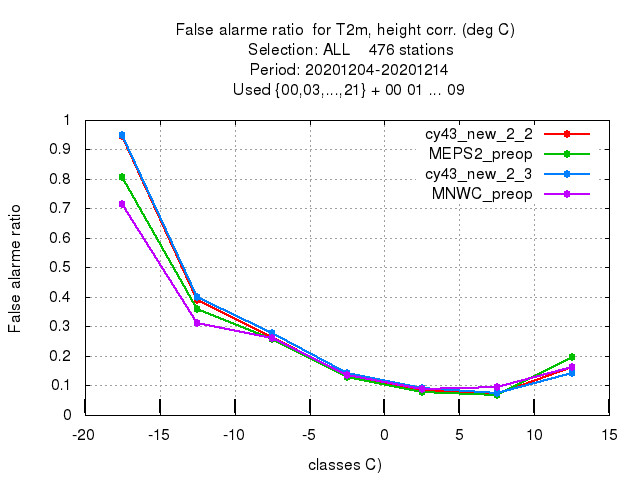 False alarme ratio  for T2m, height corr. (deg C)
Selection: ALL    476 stations
Period: 20201204-20201214
Used {00,03,...,21} + 00 01 ... 09
cy43_new_2_2
MEPS2_preop
cy43_new_2_3
MNWC_preop
False alarme ratio
1
0.9
0.8
0.7
0.6
0.5
0.4
0.3
0.2
0.1
0
-20 -15 -10 -5 0 5 10 15
classes C)